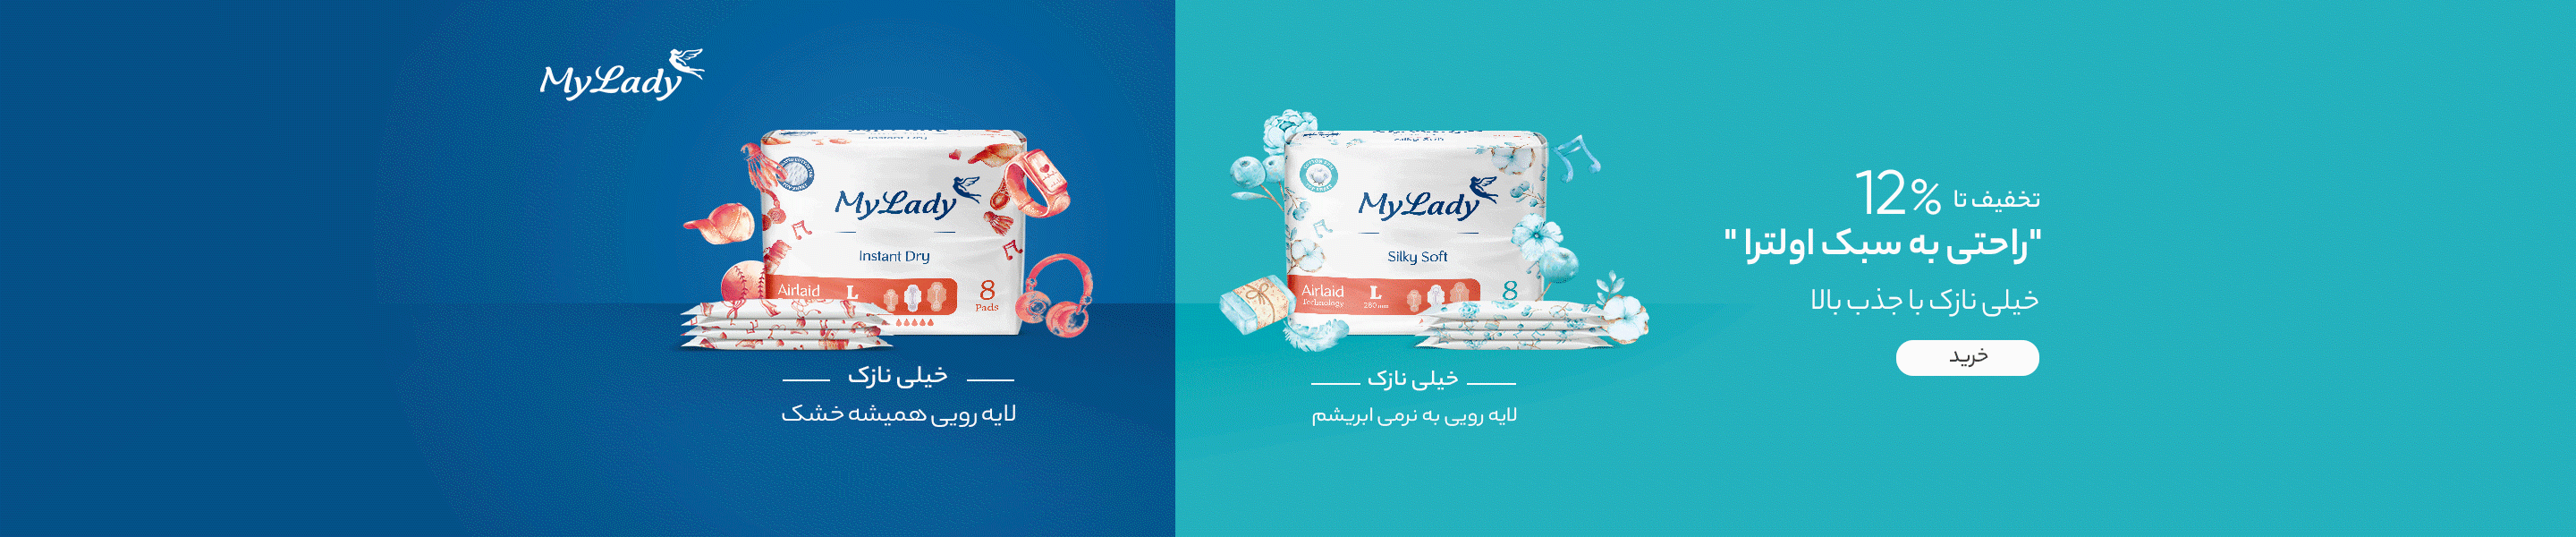 تخفیف تا 12%
"راحتی به سبک اولترا"
خیلی نازک با جذب بالا
خرید
MyLady
Silky Soft
Airlaid
Technology
L
280mm
8
خیلی نازک
لایه رویی به نرمی ابریشم
MyLady
MyLady
Instant Dry
Airlaid
L
8
Pads
خیلی نازک
لایه رویی همیشه خشک